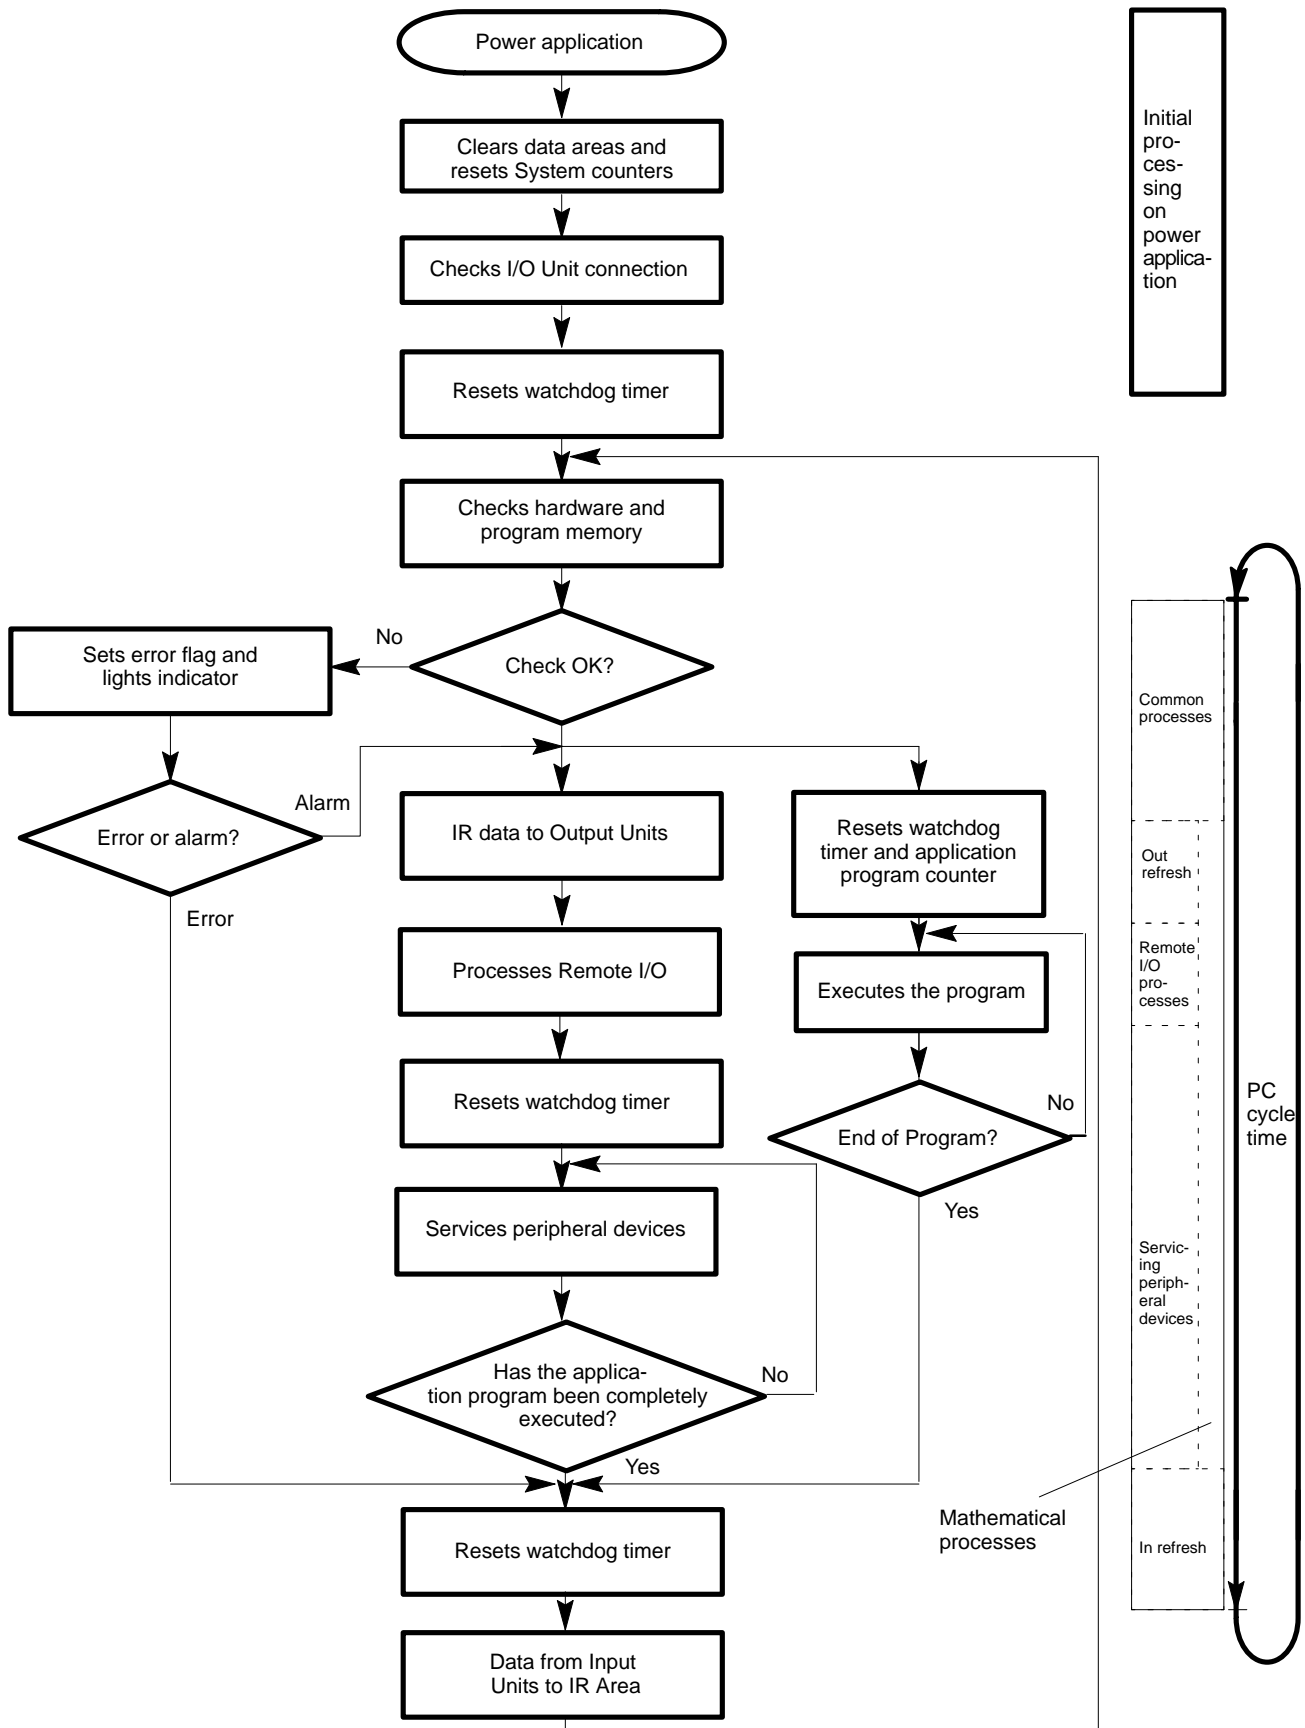 Power application
Clears data areas and
resets System counters
Checks I/O Unit connection
Resets watchdog timer
Checks hardware and
program memory
Check OK?
No
Sets error flag and
lights indicator
Error or alarm?
Alarm
Error
IR data to Output Units
Processes Remote I/O
Resets watchdog timer
Services peripheral devices
Has the applica-
tion program been completely
executed?
No
Yes
Resets watchdog
timer and application
program counter
Executes the program
End of Program?
No
Yes
Resets watchdog timer
Data from Input
Units to IR Area
Initial
pro-
ces-
sing
on
power
applica-
tion
Common
processes
Out
refresh
Remote
I/O
pro-
cesses
Servic-
ing
periph-
eral
devices
In refresh
Mathematical
processes
PC
cycle
time